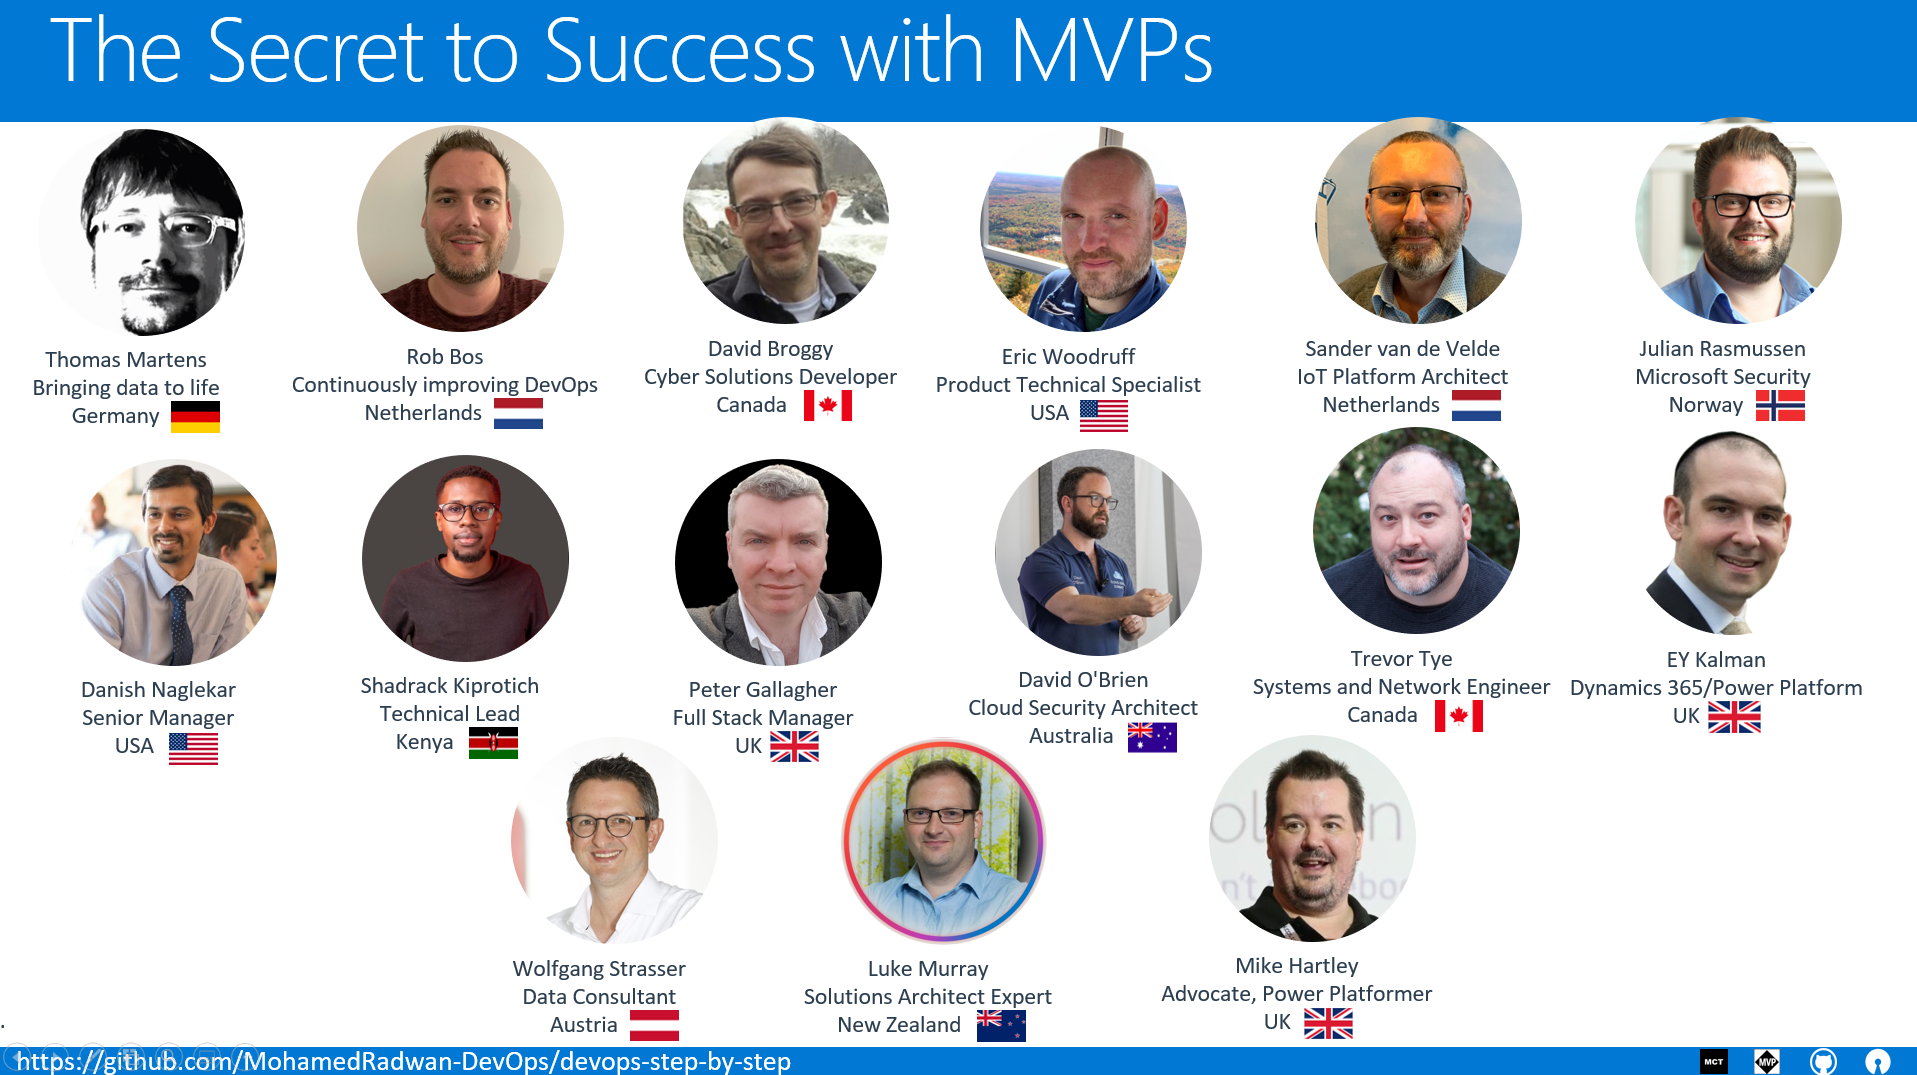 The Secret to Success with MVPs
Thomas Martens
Bringing data to life
Germany
Rob Bos
Continuously improving DevOps
Netherlands
David Broggy
Cyber Solutions Developer
Canada
Eric Woodruff
Product Technical Specialist
USA
Sander van de Velde
IoT Platform Architect
Netherlands
Julian Rasmussen
Microsoft Security
Norway
Danish Naglekar
Senior Manager
USA
Shadrack Kiprotich
Technical Lead
Kenya
Peter Gallagher
Full Stack Manager
UK
David O'Brien
Cloud Security Architect
Australia
Trevor Tye
Systems and Network Engineer
Canada
EY Kalman
Dynamics 365/Power Platform
UK
Wolfgang Strasser
Data Consultant
Austria
Luke Murray
Solutions Architect Expert
New Zealand
Mike Hartley
Advocate, Power Platformer
UK
.
https://github.com/MohamedRadwan-DevOps/devops-step-by-step
MCT
MVP